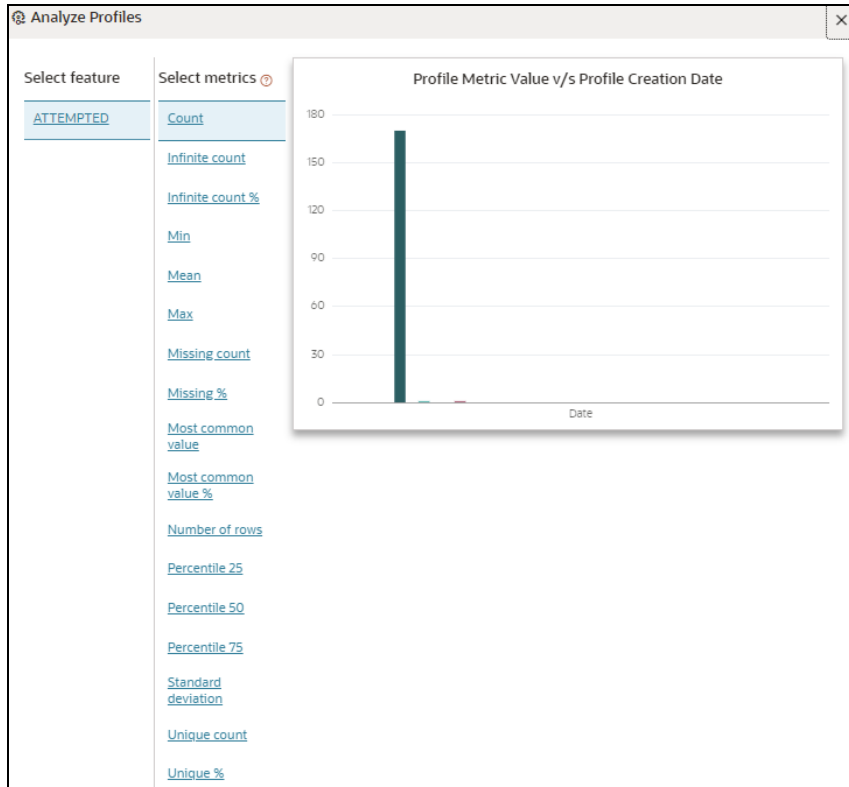 Analyze Profiles
×
Select feature
ATTEMPTED
Select metrics ?
Count
Infinite count
Infinite count %
Min
Mean
Max
Missing count
Missing %
Most common
value
Most common
value %
Number of rows
Percentile 25
Percentile 50
Percentile 75
Standard
deviation
Unique count
Unique %
Profile Metric Value v/s Profile Creation Date
180
150
120
90
60
30
0
Date